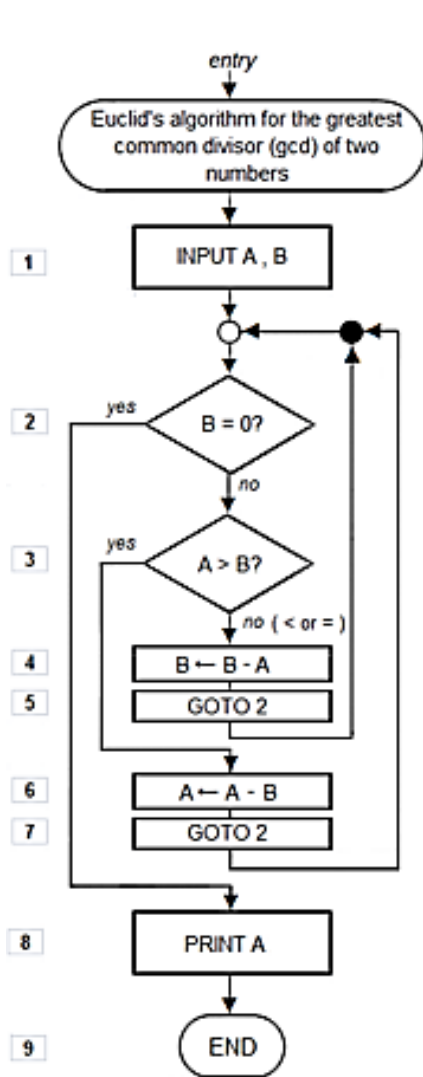 entry
Euclid's algorithm for the greatest
common divisor (gcd) of two
numbers
1
INPUT A , B
2
yes
B = 0?
no
3
yes
A > B?
no ( < or = )
4
B ← B - A
5
GOTO 2
6
A ← A - B
7
GOTO 2
8
PRINT A
9
END